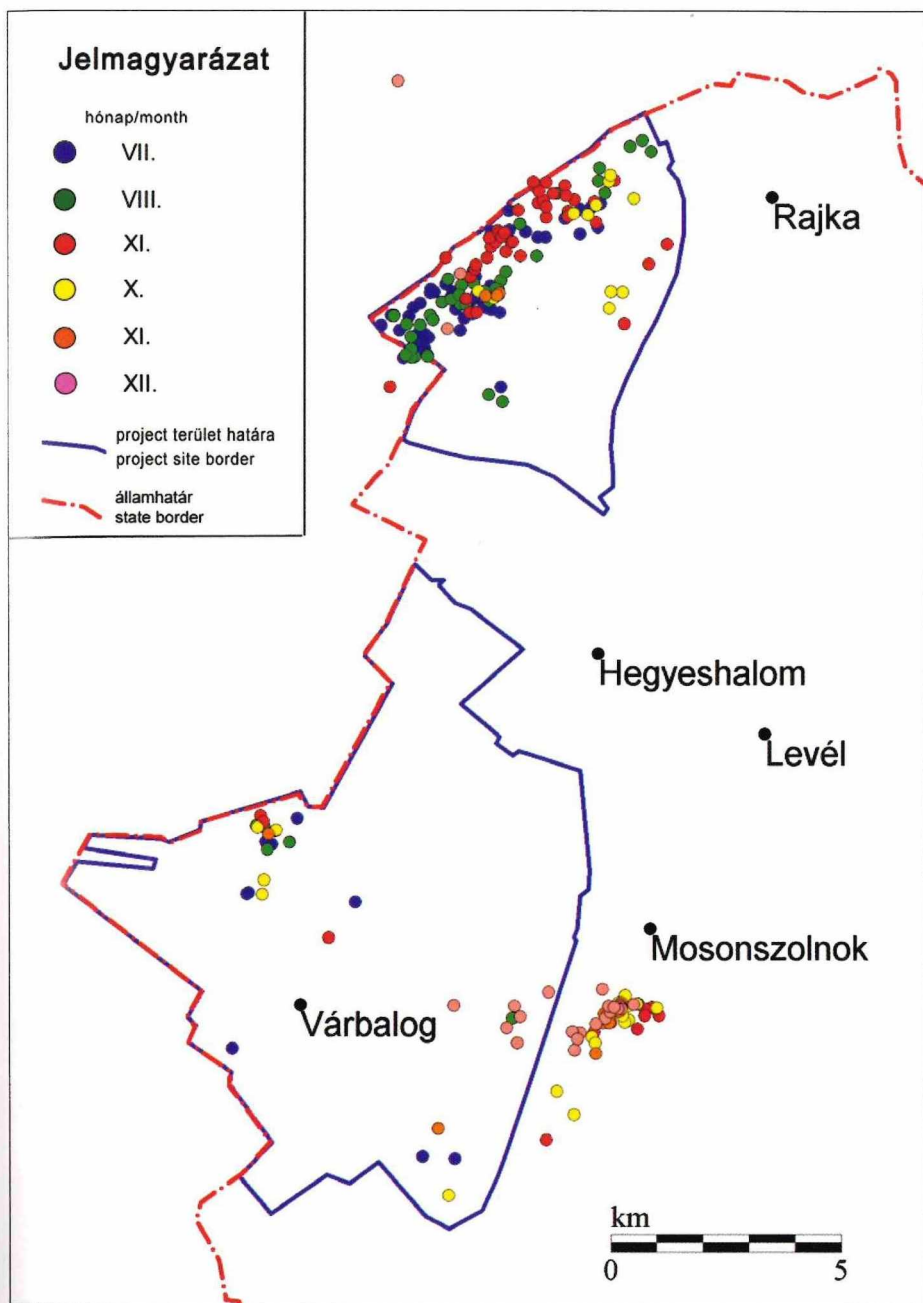 Jelmagyarázat
hónap/month
VII.
VIII.
XI.
X.
XI.
XII.
project terület határa
project site border
államhatár
state border
Rajka
Hegyeshalom
Levél
Mosonszolnok
Várbalog
km
0 5